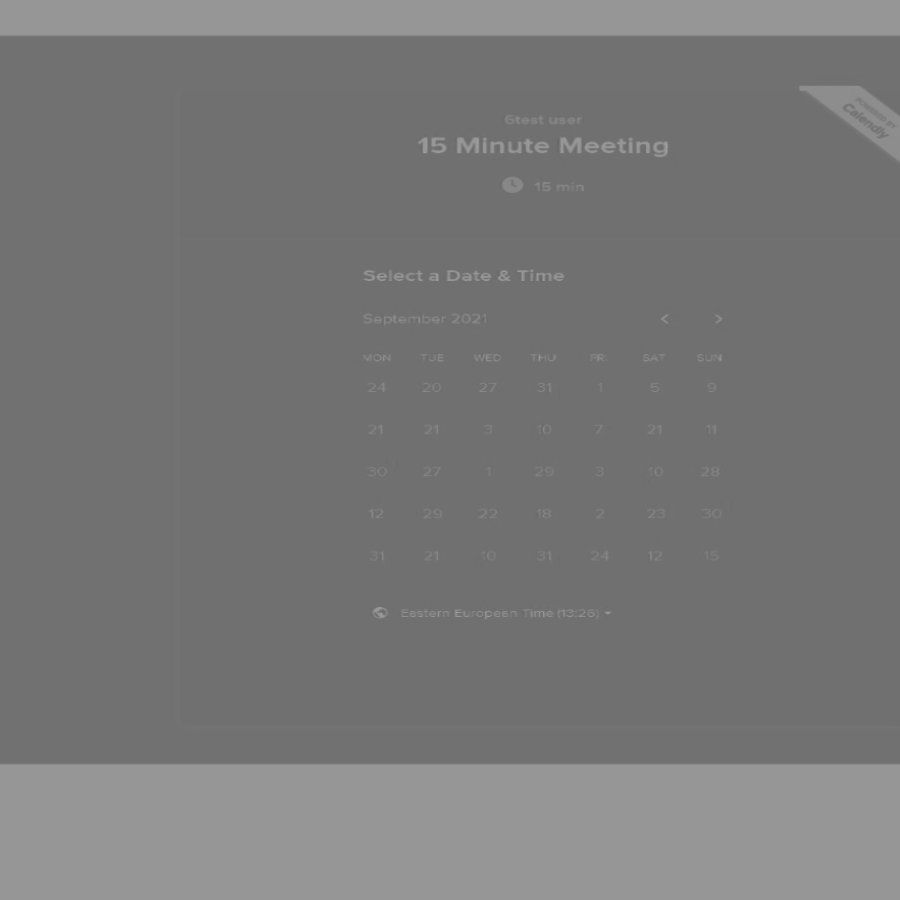 POWERED BY
Calendly
6test user
15 Minute Meeting
15 min
Select a Date & Time
September 2021
MON TUE WED THU FRI SAT SUN
24 20 27 31 1 5 9
21 21 3 10 7 21 11
30 27 1 29 3 10 28
12 29 22 18 2 23 30
31 21 10 31 24 12 15
Eastern European Time (13:26)